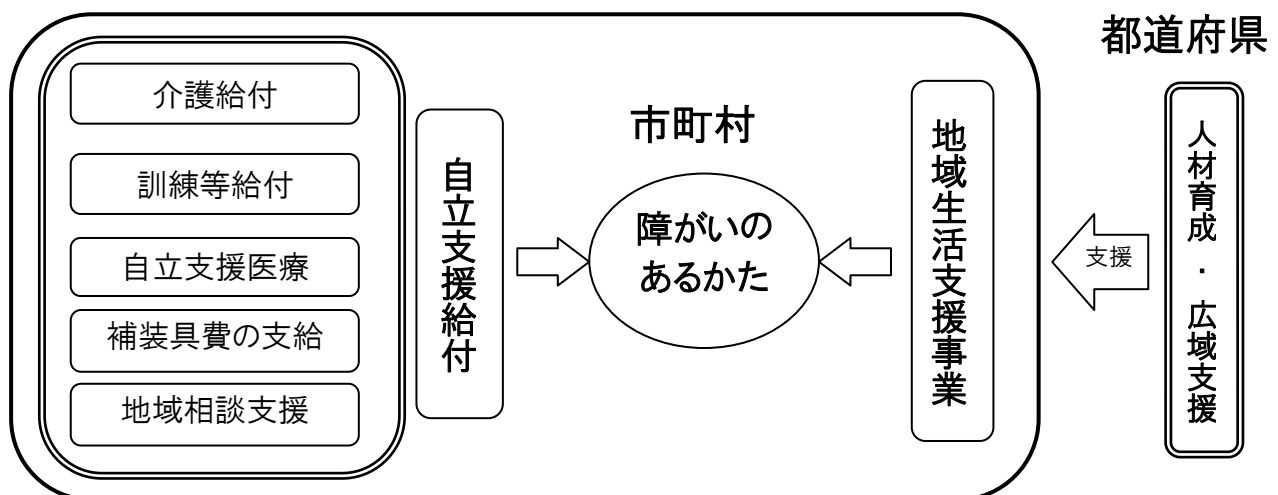 介護給付
訓練等給付
自立支援医療
補装具費の支給
地域相談支援
自立支援給付
市町村
障がいの
あるかた
地域生活支援事業
支援
都道府県
人材育成・広域支援